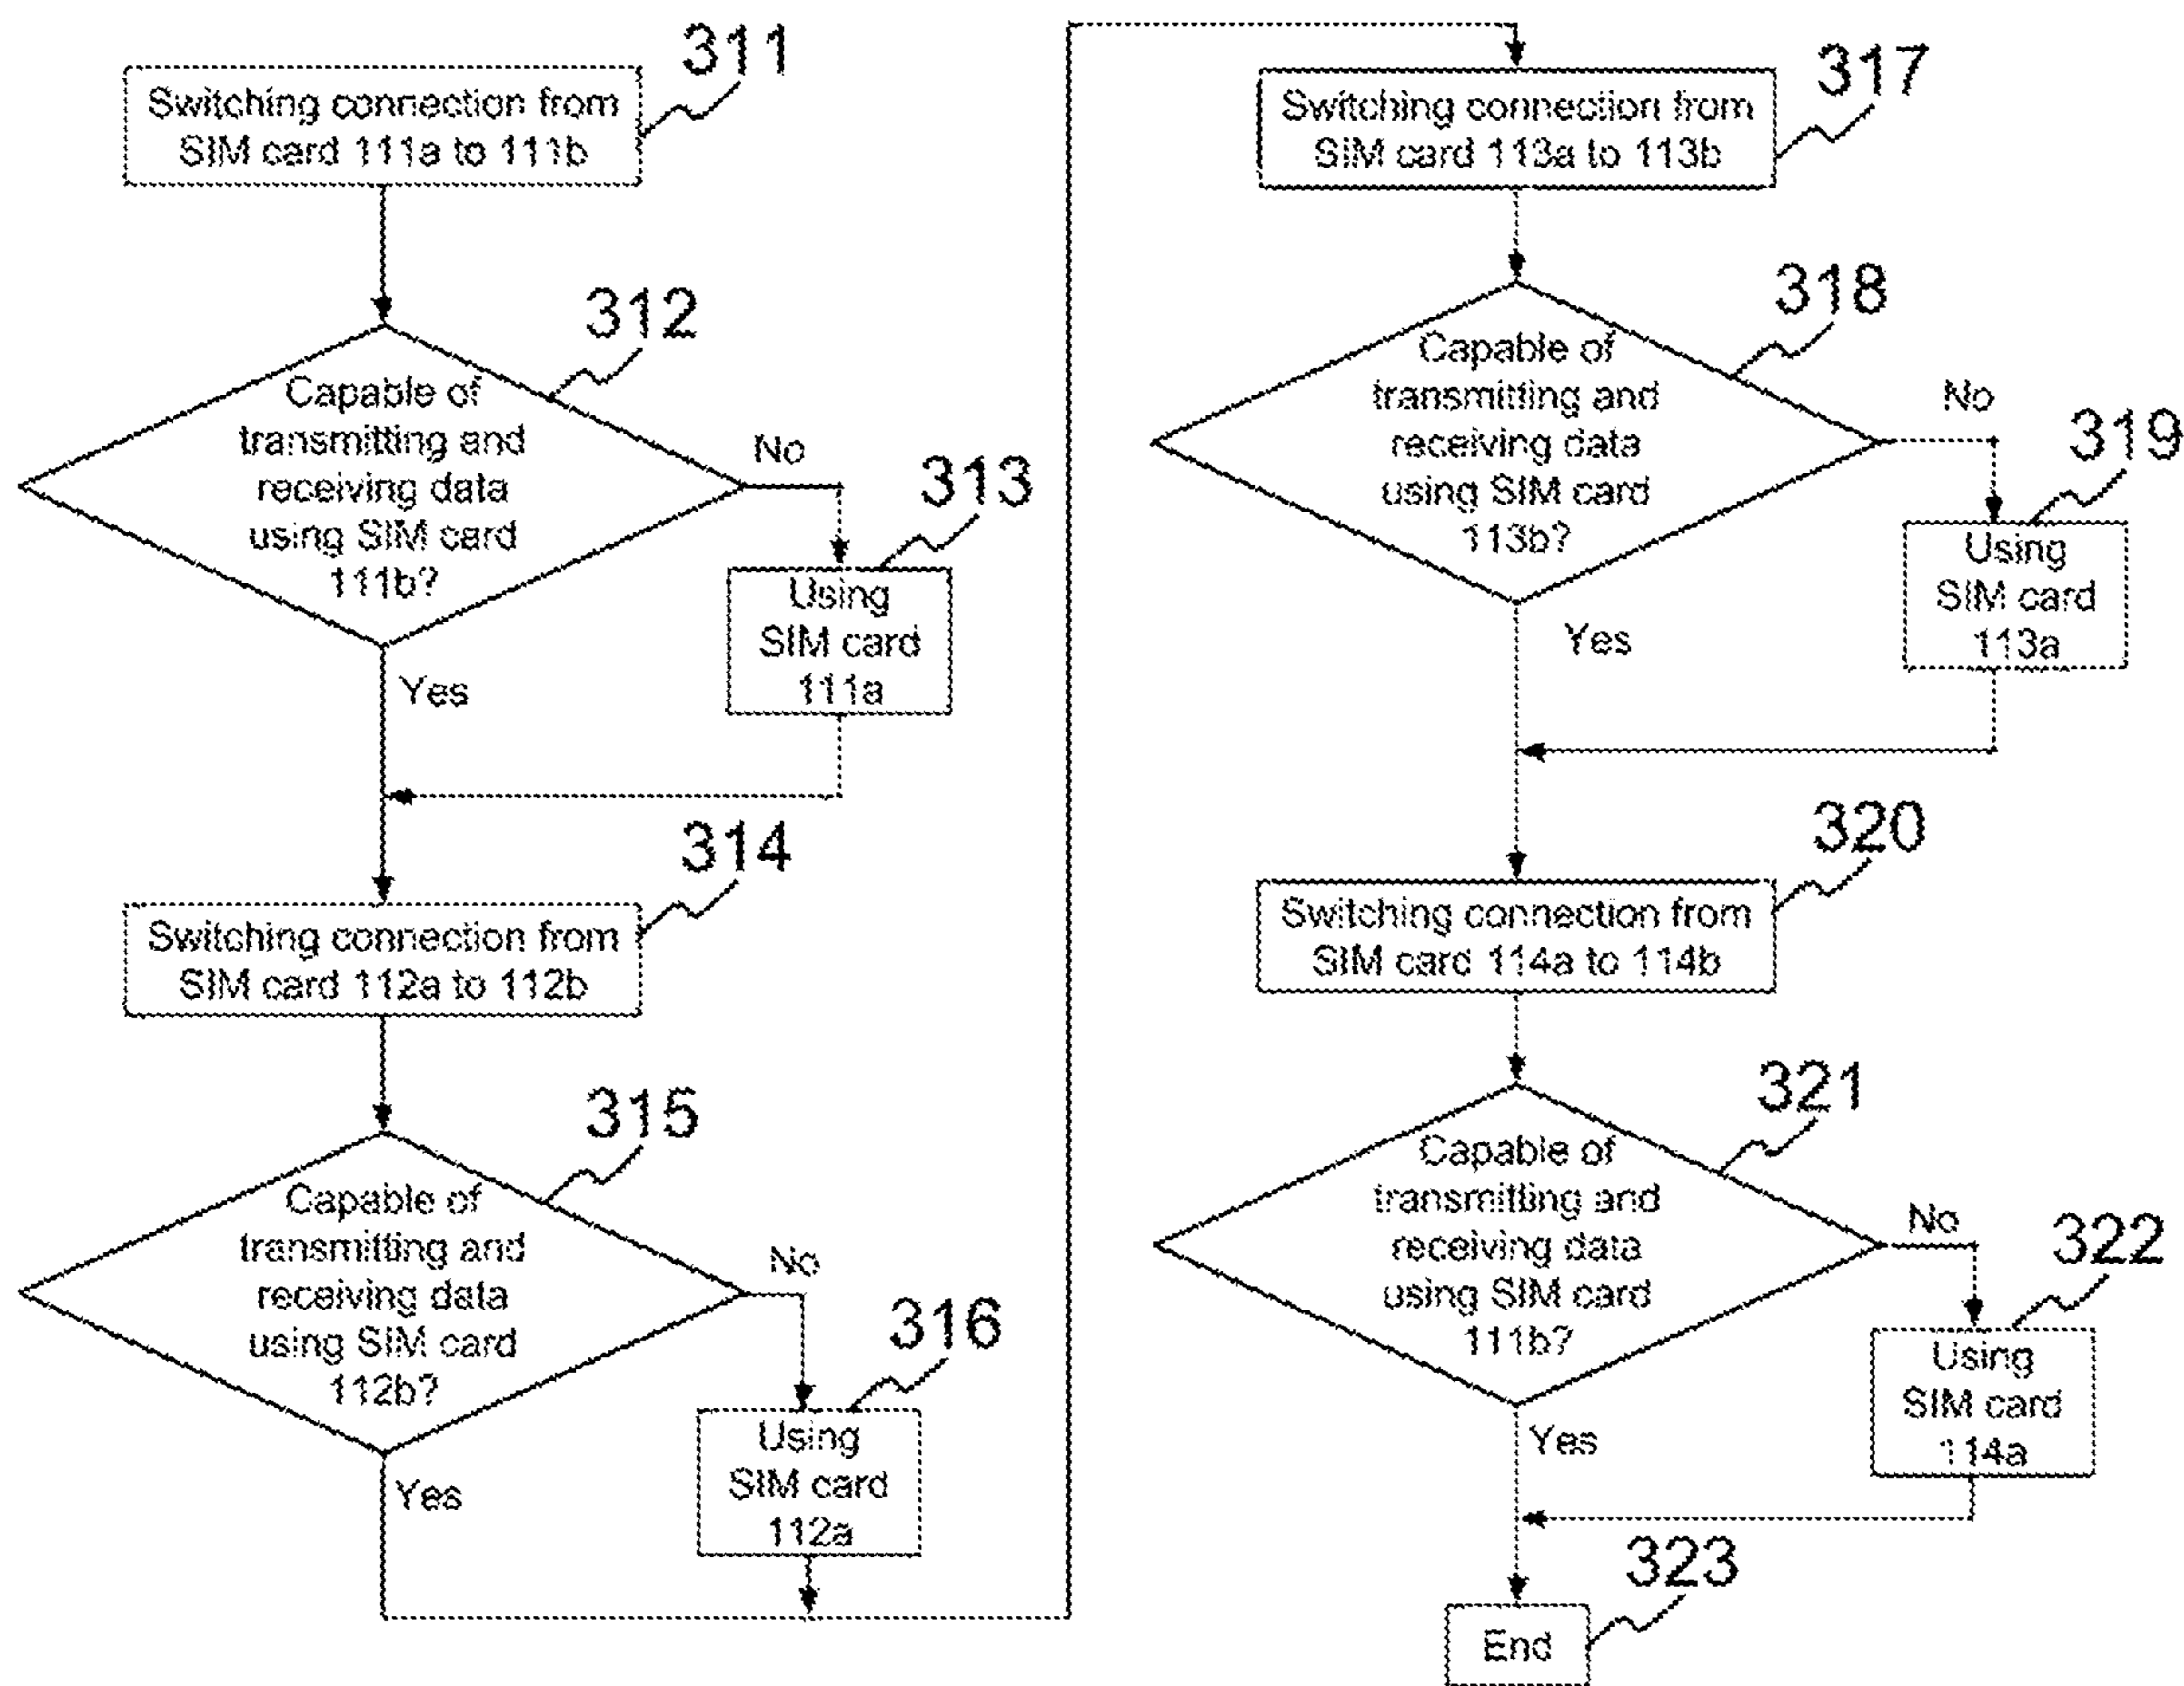 311
Switching connection from
SIM card 111a to 111b
312
Capable of
transmitting and
receiving data
using SIM card
111b?
No
313
Using
SIM card
111a
Yes
314
Switching connection from
SIM card 112a to 112b
315
Capable of
transmitting and
receiving data
using SIM card
112b?
No
316
Using
SIM card
112a
Yes
317
Switching connection from
SIM card 113a to 113b
318
Capable of
transmitting and
receiving data
using SIM card
113b?
No
319
Using
SIM card
113a
Yes
320
Switching connection from
SIM card 114a to 114b
321
Capable of
transmitting and
receiving data
using SIM card
111b?
No
322
Using
SIM card
114a
Yes
323
End